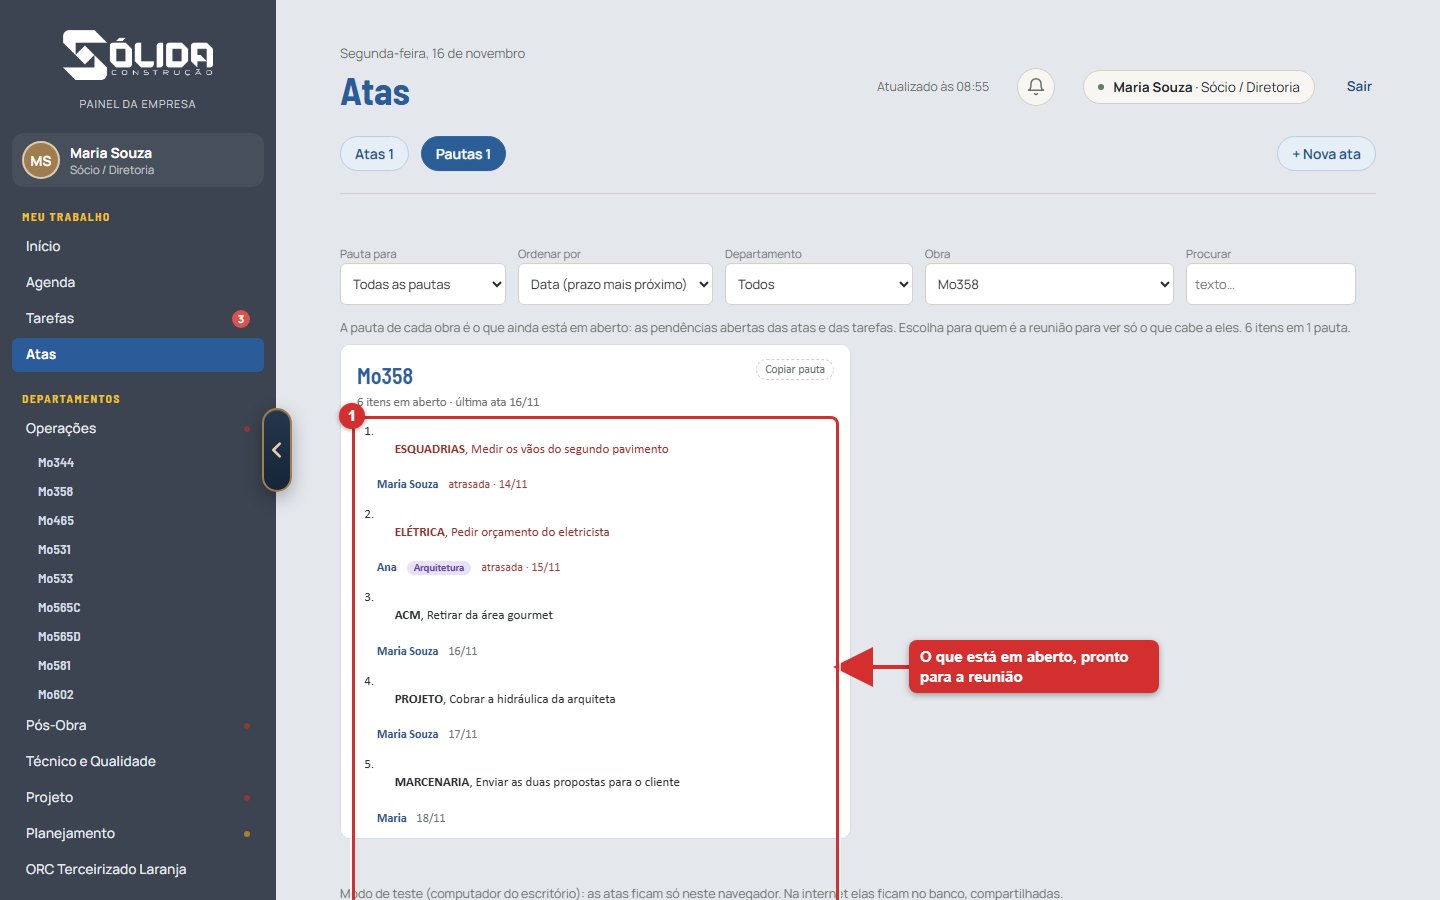 SÓLIDA
CONSTRUÇÃO
PAINEL DA EMPRESA
MS
Maria Souza
Sócio / Diretoria
MEU TRABALHO
Início
Agenda
Tarefas 3
Atas
DEPARTAMENTOS
Operações
Mo344
Mo358
Mo465
Mo531
Mo533
Mo565C
Mo565D
Mo581
Mo602
Pós-Obra
Técnico e Qualidade
Projeto
Planejamento
ORC Terceirizado Laranja
Segunda-feira, 16 de novembro
Atas
Atualizado às 08:55
Maria Souza · Sócio / Diretoria
Sair
Atas 1
Pautas 1
+ Nova ata
Pauta para
Ordenar por
Departamento
Obra
Procurar
Todas as pautas
Data (prazo mais próximo)
Todos
Mo358
texto...
A pauta de cada obra é o que ainda está em aberto: as pendências abertas das atas e das tarefas. Escolha para quem é a reunião para ver só o que cabe a eles. 6 itens em 1 pauta.
Mo358
Copiar pauta
6 itens em aberto · última ata 16/11
1
1.
ESQUADRIAS, Medir os vãos do segundo pavimento
Maria Souza atrasada · 14/11
2.
ELÉTRICA, Pedir orçamento do eletricista
Ana Arquitetura atrasada · 15/11
3.
ACM, Retirar da área gourmet
Maria Souza 16/11
4.
PROJETO, Cobrar a hidráulica da arquiteta
Maria Souza 17/11
5.
MARCENARIA, Enviar as duas propostas para o cliente
Maria 18/11
O que está em aberto, pronto
para a reunião
Modo de teste (computador do escritório): as atas ficam só neste navegador. Na internet elas ficam no banco, compartilhadas.